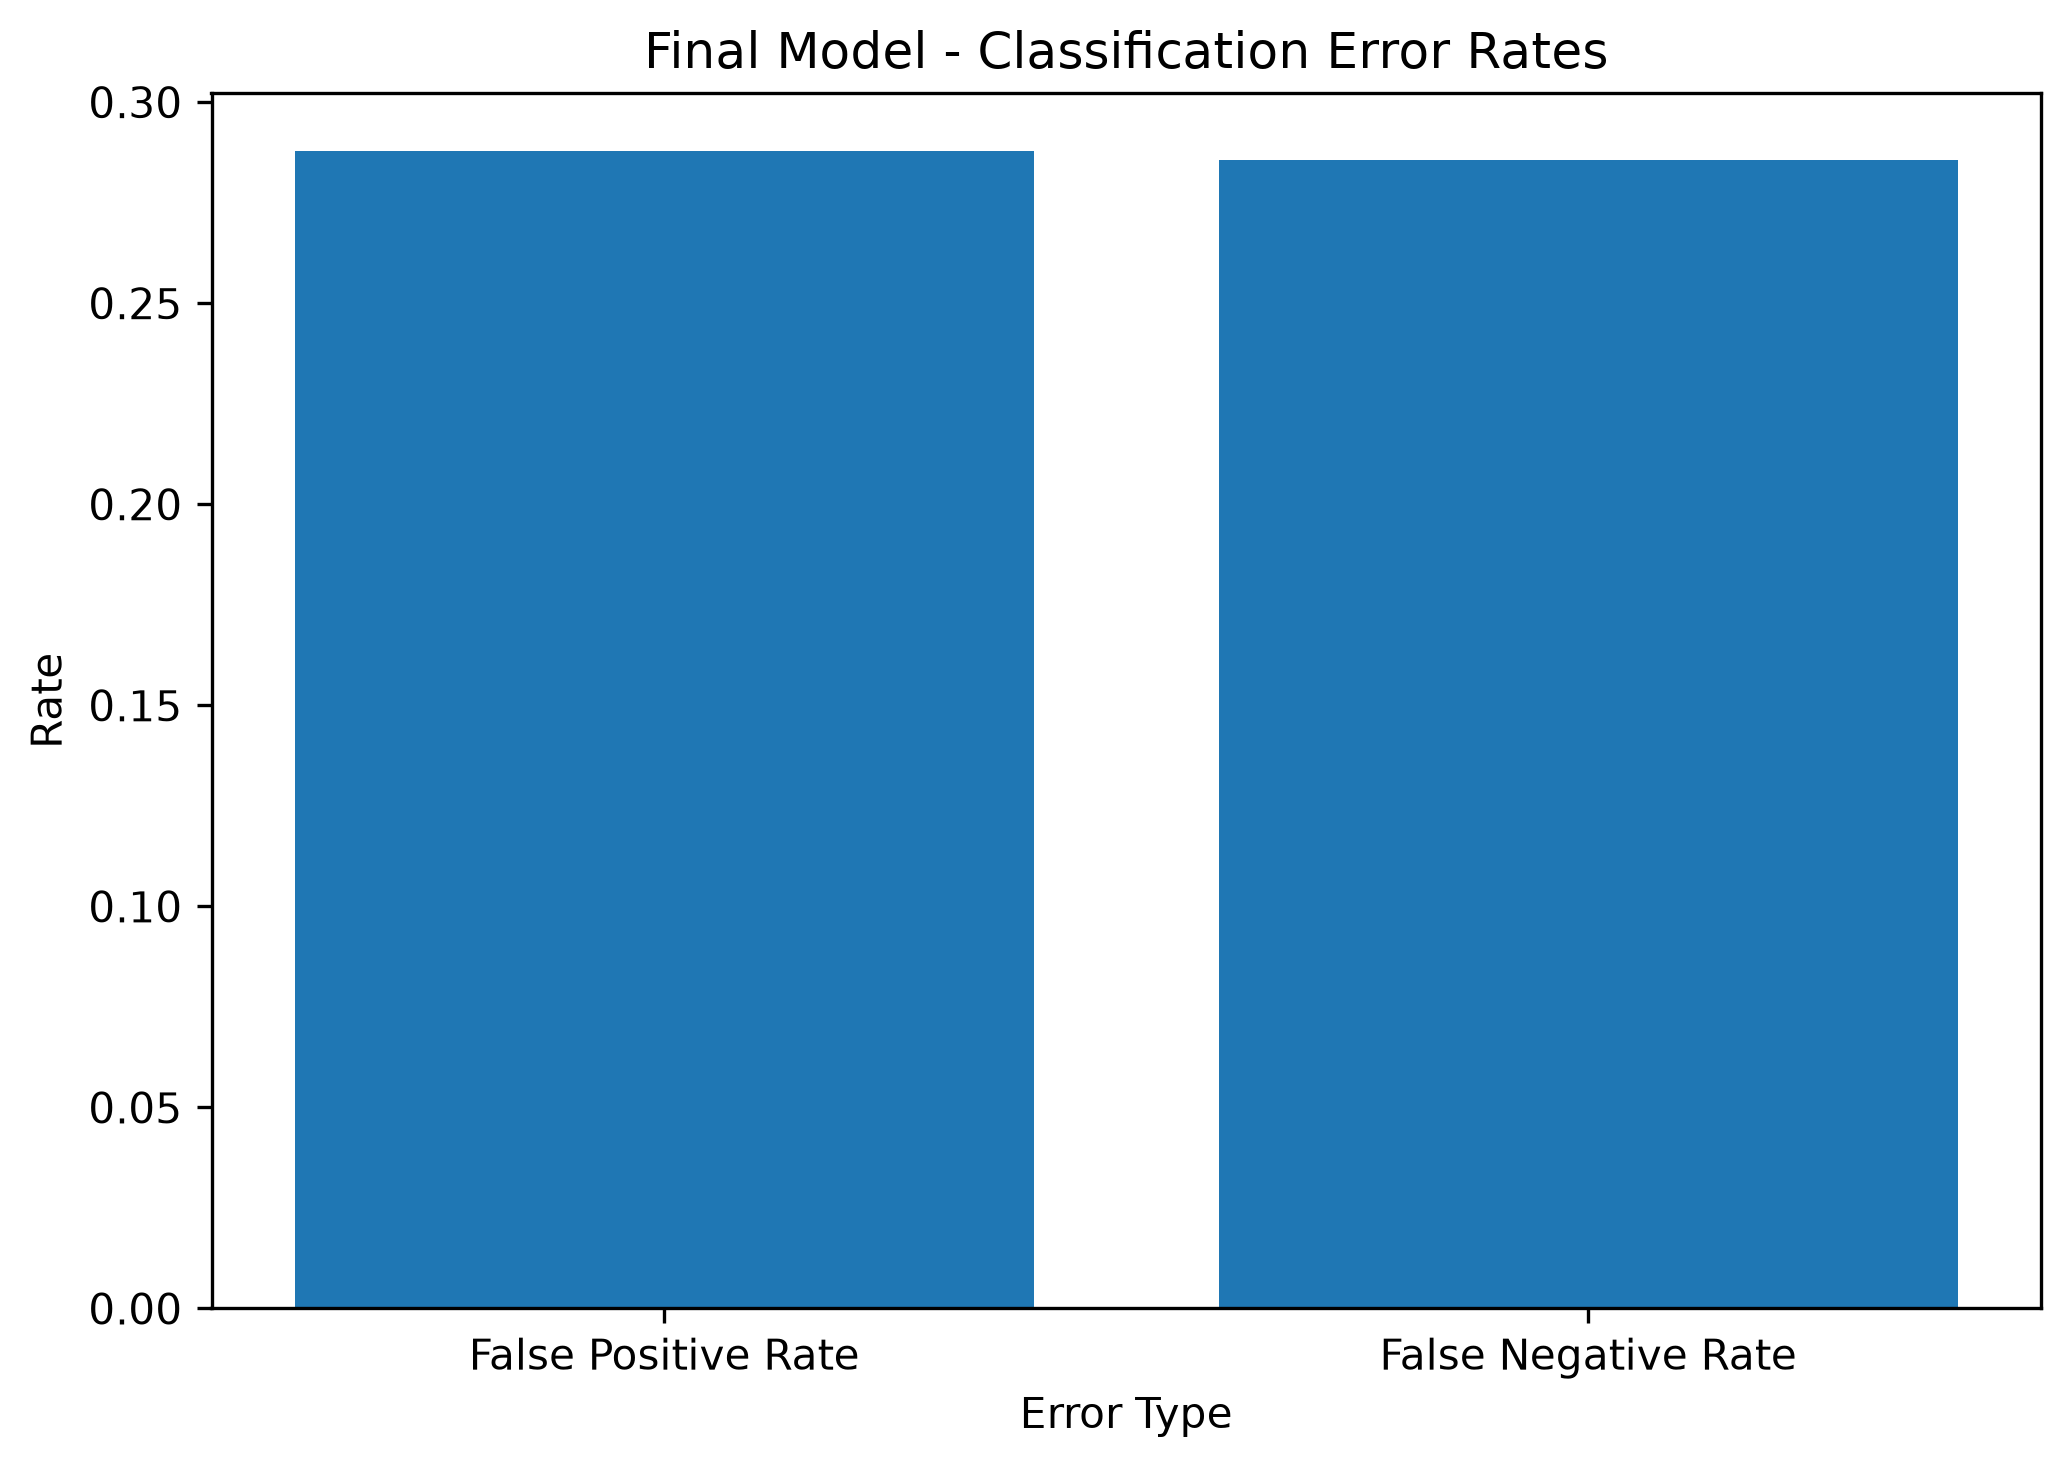 Final Model - Classification Error Rates
0.30
0.25
0.20
0.15
0.10
0.05
0.00
Rate
False Positive Rate
False Negative Rate
Error Type